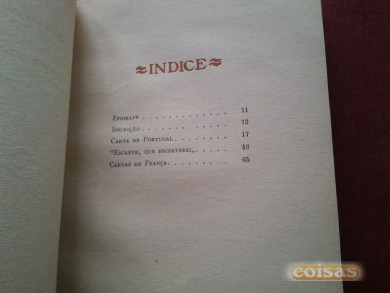 ≈INDICE≈
Epigrafe . . . . . . . . . . . . 11
Inscrição . . . . . . . . . . . . 13
Carta de Portugal . . . . . . . . 17
"Escreve, que escreverei„ . . . . 43
Cartas de França . . . . . . . . 65
coisas